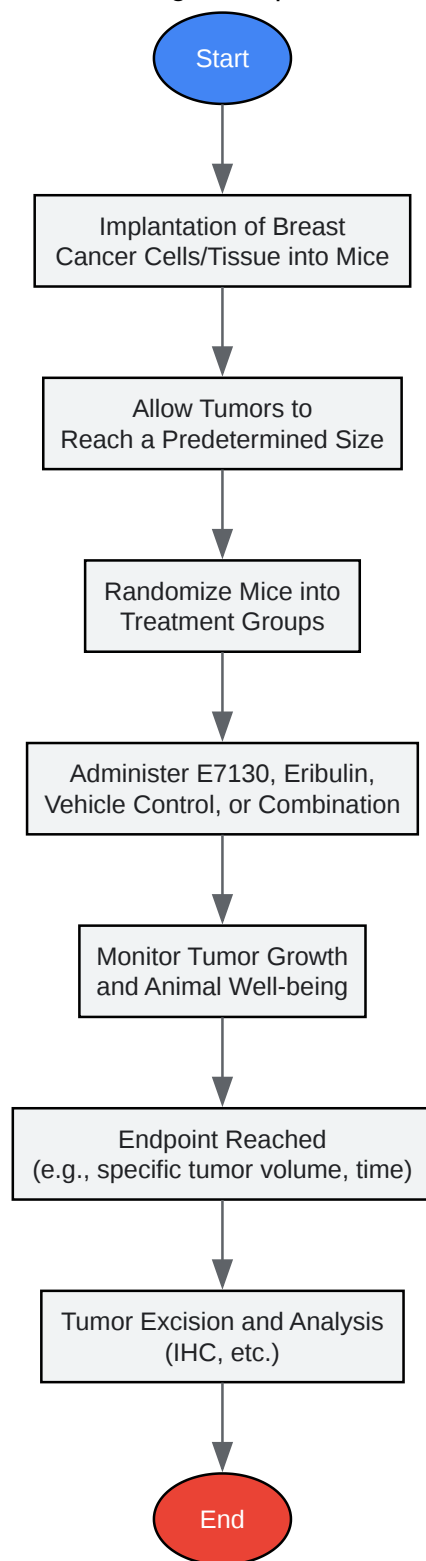 Start
Implantation of Breast
Cancer Cells/Tissue into Mice
Allow Tumors to
Reach a Predetermined Size
Randomize Mice into
Treatment Groups
Administer E7130, Eribulin,
Vehicle Control, or Combination
Monitor Tumor Growth
and Animal Well-being
Endpoint Reached
(e.g., specific tumor volume, time)
Tumor Excision and Analysis
(IHC, etc.)
End